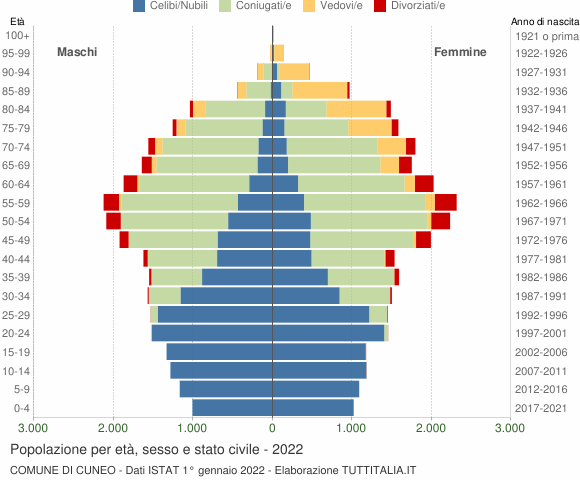 Celibi/Nubili Coniugati/e Vedovi/e Divorziati/e
Età Anno di nascita
Maschi Femmine
100+ 1921 o prima
95-99 1922-1926
90-94 1927-1931
85-89 1932-1936
80-84 1937-1941
75-79 1942-1946
70-74 1947-1951
65-69 1952-1956
60-64 1957-1961
55-59 1962-1966
50-54 1967-1971
45-49 1972-1976
40-44 1977-1981
35-39 1982-1986
30-34 1987-1991
25-29 1992-1996
20-24 1997-2001
15-19 2002-2006
10-14 2007-2011
5-9 2012-2016
0-4 2017-2021
3.000 2.000 1.000 0 1.000 2.000 3.000
Popolazione per età, sesso e stato civile - 2022
COMUNE DI CUNEO - Dati ISTAT 1° gennaio 2022 - Elaborazione TUTTITALIA.IT